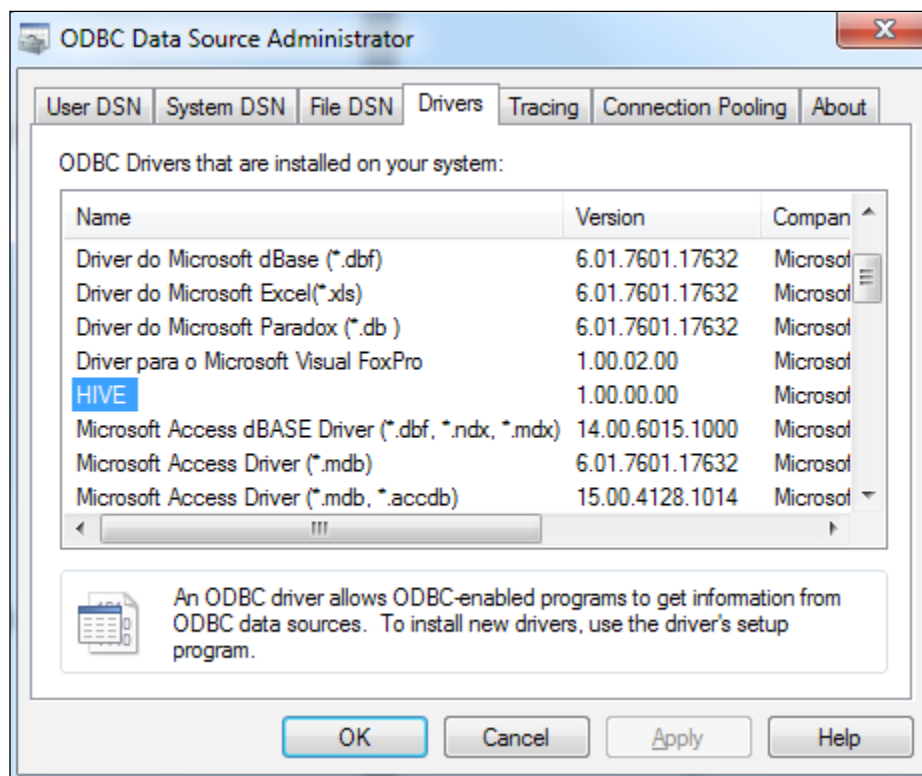 ODBC Data Source Administrator
User DSN System DSN File DSN Drivers Tracing Connection Pooling About
ODBC Drivers that are installed on your system:
Name Version Compan
Driver do Microsoft dBase (*.dbf) 6.01.7601.17632 Microsof
Driver do Microsoft Excel(*.xls) 6.01.7601.17632 Microsof
Driver do Microsoft Paradox (*.db ) 6.01.7601.17632 Microsof
Driver para o Microsoft Visual FoxPro 1.00.02.00 Microsof
HIVE 1.00.00.00 Microsof
Microsoft Access dBASE Driver (*.dbf, *.ndx, *.mdx) 14.00.6015.1000 Microsof
Microsoft Access Driver (*.mdb) 6.01.7601.17632 Microsof
Microsoft Access Driver (*.mdb, *.accdb) 15.00.4128.1014 Microsof
An ODBC driver allows ODBC-enabled programs to get information from
ODBC data sources. To install new drivers, use the driver's setup
program.
OK Cancel Apply Help